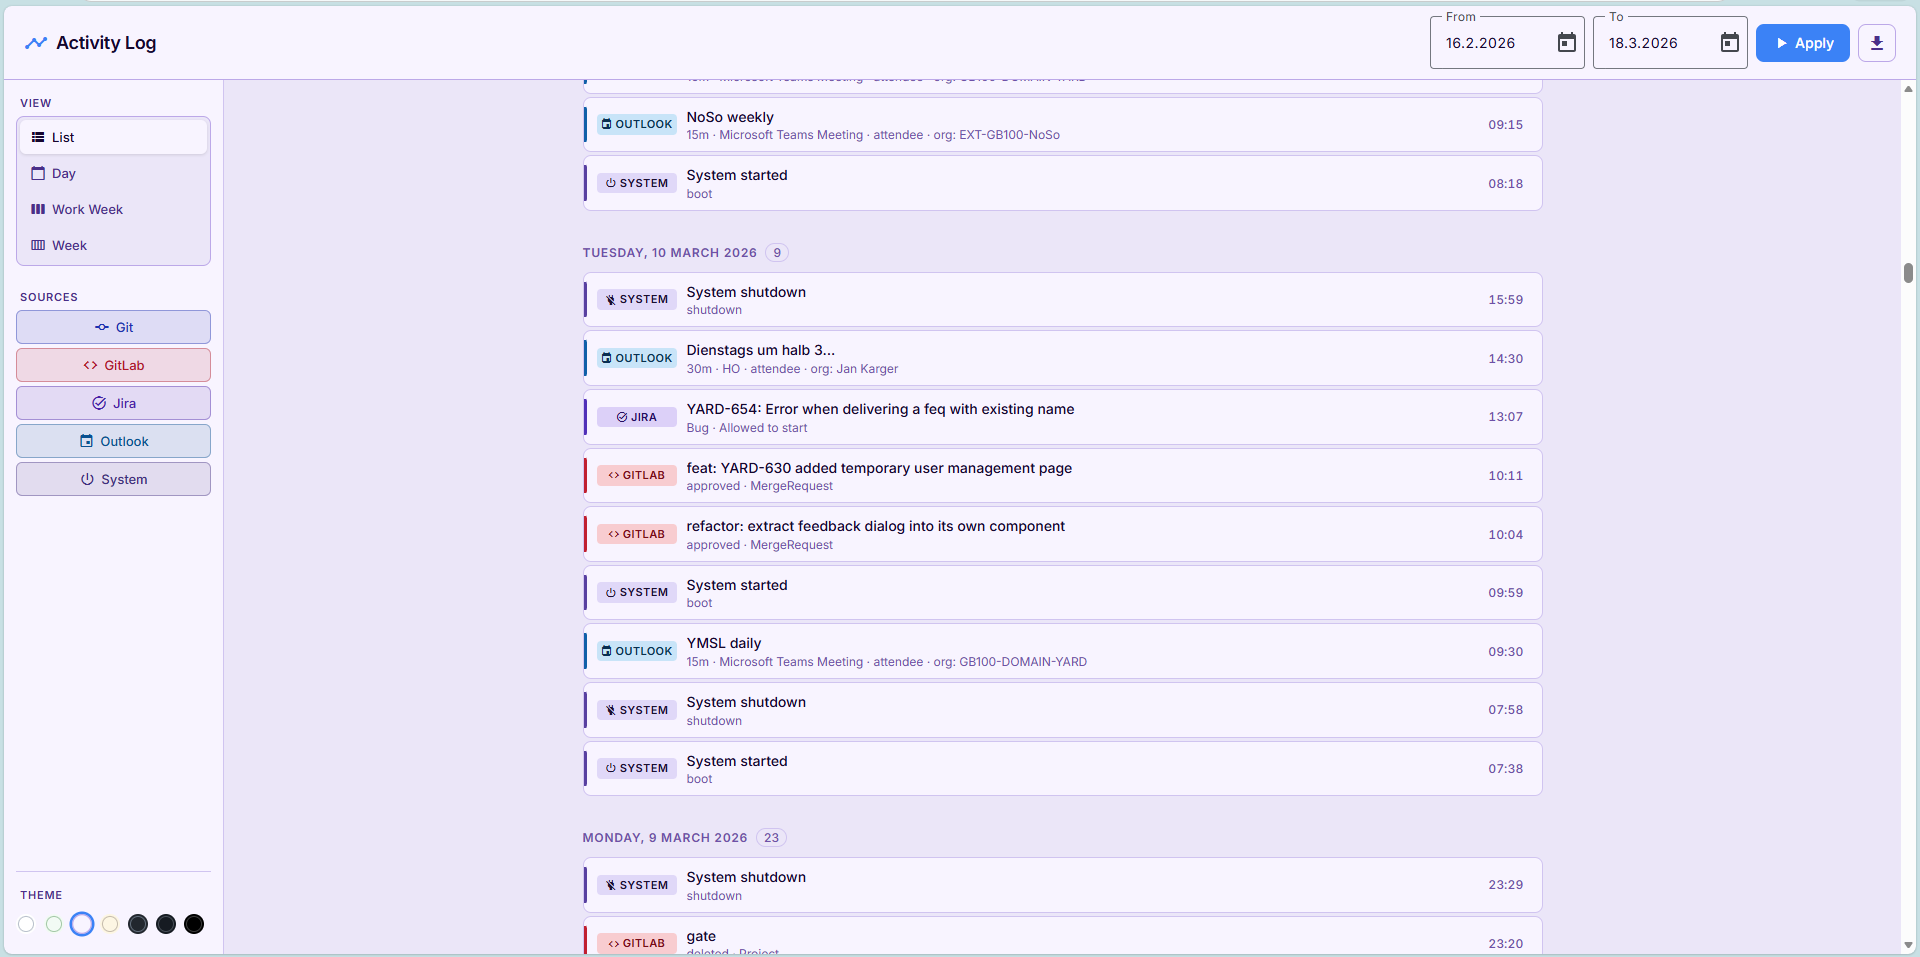 Activity Log
From
16.2.2026
To
18.3.2026
Apply
VIEW
List
Day
Work Week
Week
SOURCES
Git
GitLab
Jira
Outlook
System
THEME
OUTLOOK
NoSo weekly
15m · Microsoft Teams Meeting · attendee · org: EXT-GB100-NoSo
09:15
SYSTEM
System started
boot
08:18
TUESDAY, 10 MARCH 2026 9
SYSTEM
System shutdown
shutdown
15:59
OUTLOOK
Dienstags um halb 3...
30m · HO · attendee · org: Jan Karger
14:30
JIRA
YARD-654: Error when delivering a feq with existing name
Bug · Allowed to start
13:07
GITLAB
feat: YARD-630 added temporary user management page
approved · MergeRequest
10:11
GITLAB
refactor: extract feedback dialog into its own component
approved · MergeRequest
10:04
SYSTEM
System started
boot
09:59
OUTLOOK
YMSL daily
15m · Microsoft Teams Meeting · attendee · org: GB100-DOMAIN-YARD
09:30
SYSTEM
System shutdown
shutdown
07:58
SYSTEM
System started
boot
07:38
MONDAY, 9 MARCH 2026 23
SYSTEM
System shutdown
shutdown
23:29
GITLAB
gate
deleted · Project
23:20